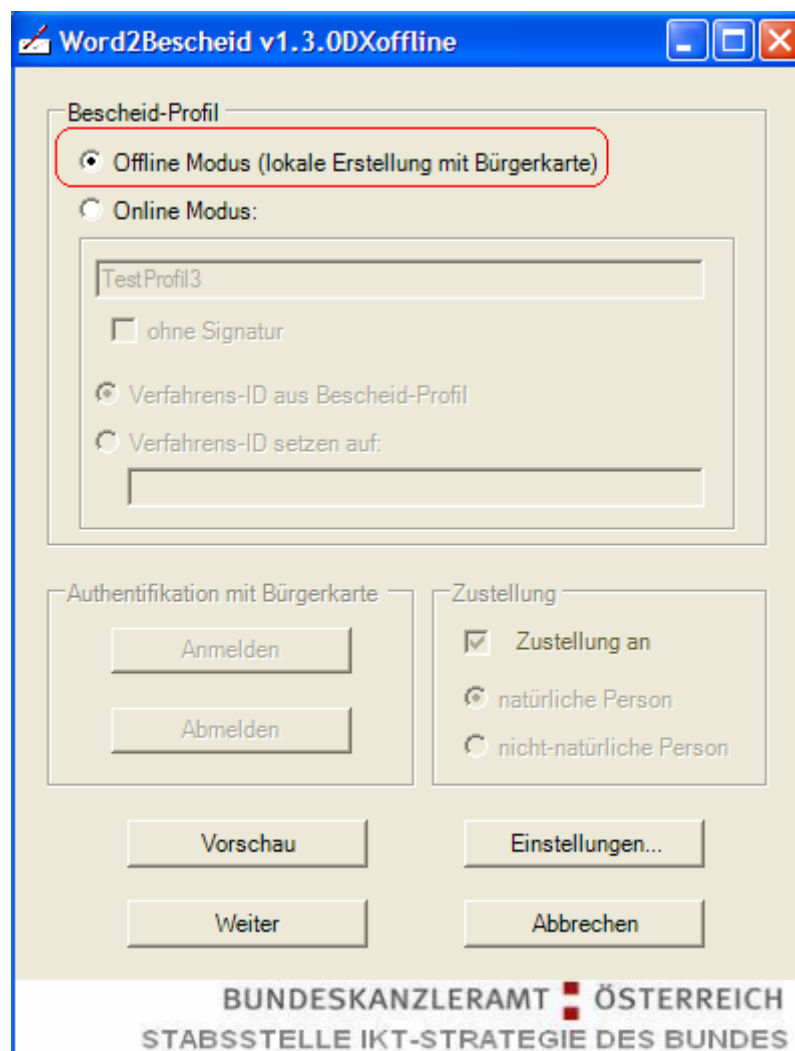 Word2Bescheid v1.3.0DXoffline
Bescheid-Profil
Offline Modus (lokale Erstellung mit Bürgerkarte)
Online Modus:
TestProfil3
ohne Signatur
Verfahrens-ID aus Bescheid-Profil
Verfahrens-ID setzen auf:
Authentifikation mit Bürgerkarte
Anmelden
Abmelden
Zustellung
Zustellung an
natürliche Person
nicht-natürliche Person
Vorschau
Einstellungen...
Weiter
Abbrechen
BUNDESKANZLERAMT ÖSTERREICH
STABSSTELLE IKT-STRATEGIE DES BUNDES